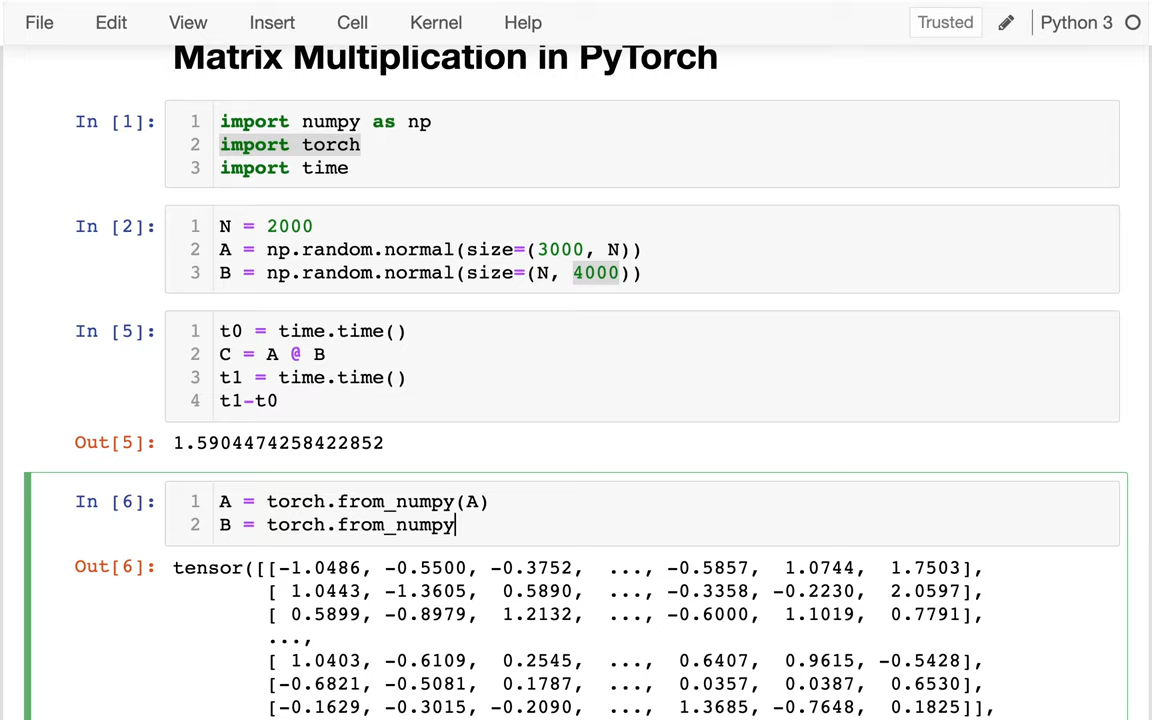 File Edit View Insert Cell Kernel Help Trusted Python 3
Matrix Multiplication in PyTorch
In [1]: 1 import numpy as np
2 import torch
3 import time
In [2]: 1 N = 2000
2 A = np.random.normal(size=(3000, N))
3 B = np.random.normal(size=(N, 4000))
In [5]: 1 t0 = time.time()
2 C = A @ B
3 t1 = time.time()
4 t1-t0
Out[5]: 1.5904474258422852
In [6]: 1 A = torch.from_numpy(A)
2 B = torch.from_numpy
Out[6]: tensor([[-1.0486, -0.5500, -0.3752, ..., -0.5857, 1.0744, 1.7503],
[ 1.0443, -1.3605, 0.5890, ..., -0.3358, -0.2230, 2.0597],
[ 0.5899, -0.8979, 1.2132, ..., -0.6000, 1.1019, 0.7791],
...,
[ 1.0403, -0.6109, 0.2545, ..., 0.6407, 0.9615, -0.5428],
[-0.6821, -0.5081, 0.1787, ..., 0.0357, 0.0387, 0.6530],
[-0.1629, -0.3015, -0.2090, ..., 1.3685, -0.7648, 0.1825]],